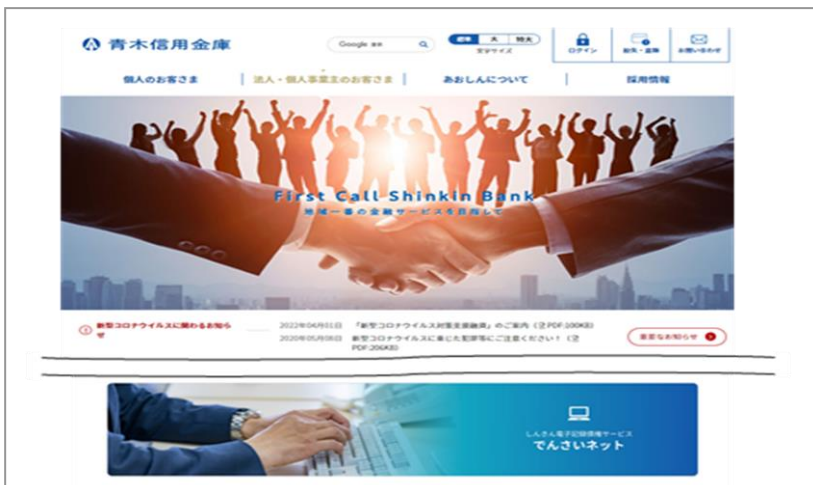 青木信用金庫
Google 検索
標準 大 特大
文字サイズ
ログイン
紛失・盗難
お問い合わせ
個人のお客さま
法人・個人事業主のお客さま
あおしんについて
採用情報
First Call Shinkin Bank
地域一番の金融サービスを目指して
新型コロナウイルスに関わるお知らせ
2022年04月01日 「新型コロナウイルス対策支援融資」のご案内 (PDF:100KB)
2020年05月08日 新型コロナウイルスに乗じた犯罪等にご注意ください! (PDF:206KB)
重要なお知らせ
しんきん電子記録債権サービス
でんさいネット